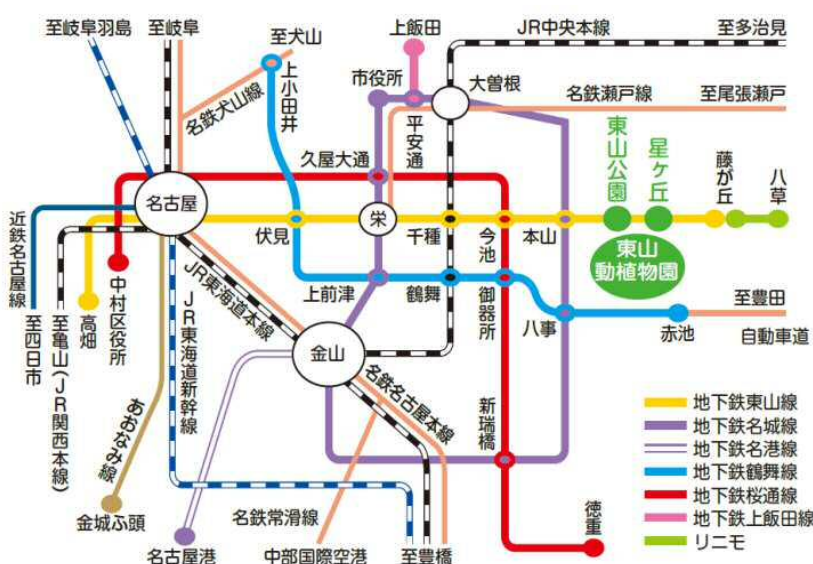 至岐阜羽島
至岐阜
至犬山
上飯田
JR中央本線
至多治見
名鉄犬山線
上小田井
市役所
大曽根
平安通
名鉄瀬戸線
至尾張瀬戸
久屋大通
東山公園
星ヶ丘
藤が丘
八草
名古屋
伏見
栄
千種
今池
本山
東山
動植物園
近鉄名古屋線
至四日市
至亀山(JR関西本線)
高畑
中村区役所
JR東海道新幹線
JR東海道本線
上前津
鶴舞
御器所
八事
赤池
至豊田
自動車道
金山
名鉄名古屋本線
新瑞橋
あおなみ線
金城ふ頭
名古屋港
名鉄常滑線
中部国際空港
至豊橋
徳重
地下鉄東山線
地下鉄名城線
地下鉄名港線
地下鉄鶴舞線
地下鉄桜通線
地下鉄上飯田線
リニモ